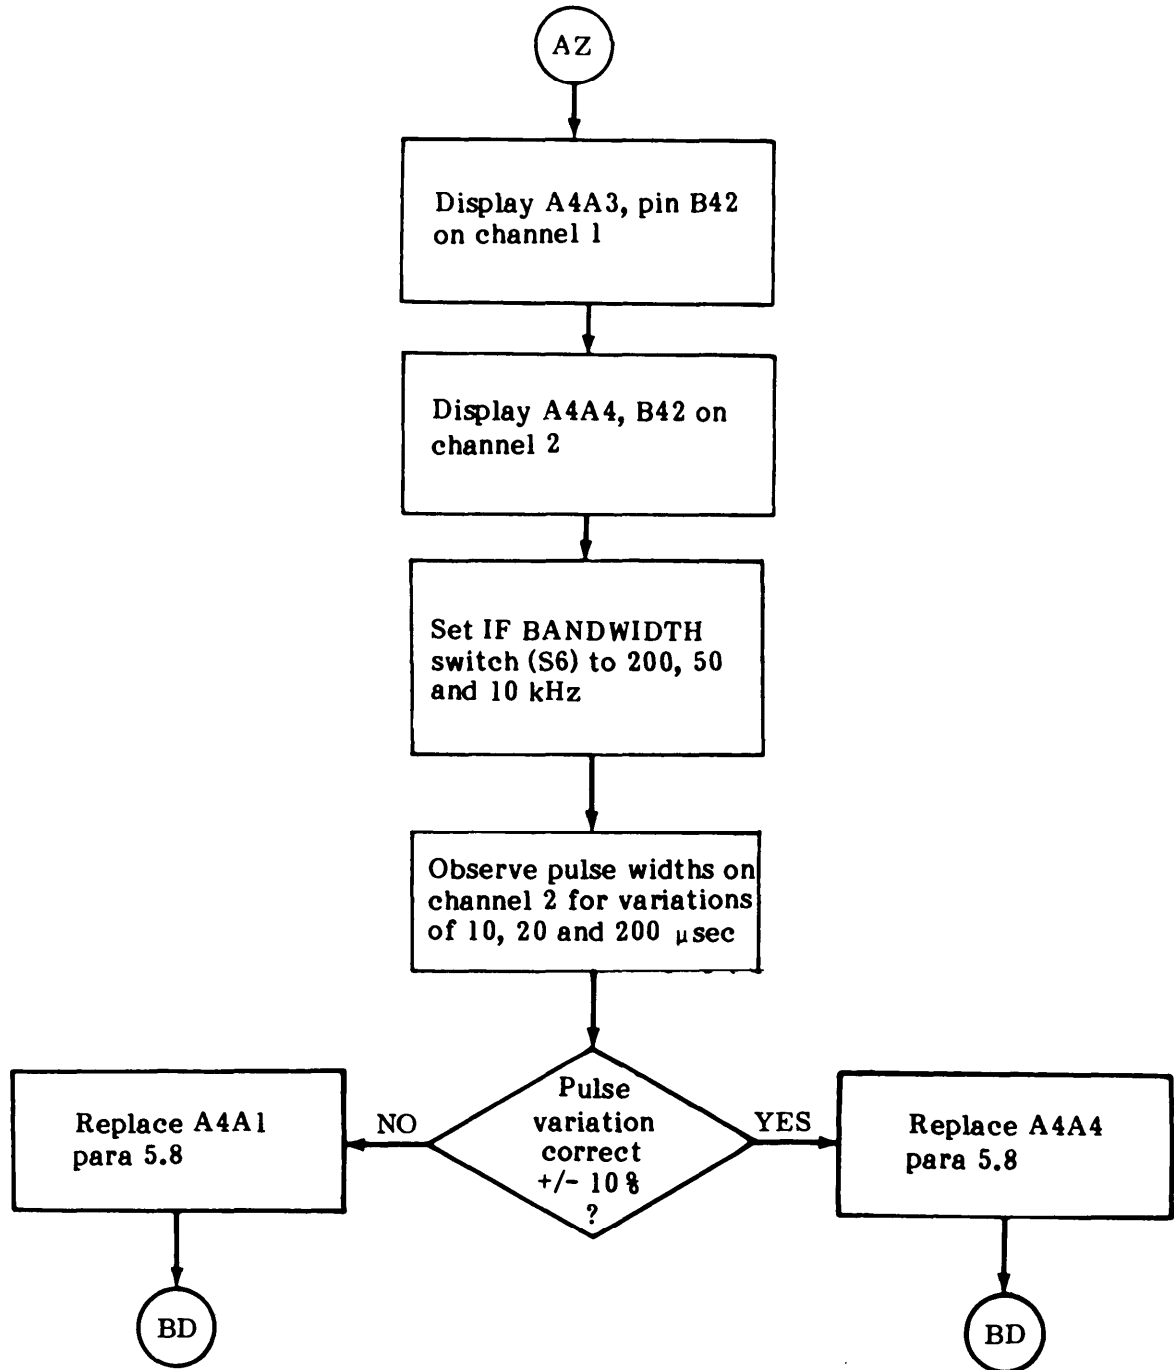 AZ
Display A4A3, pin B42
on channel 1
Display A4A4, B42 on
channel 2
Set IF BANDWIDTH
switch (S6) to 200, 50
and 10 kHz
Observe pulse widths on
channel 2 for variations
of 10, 20 and 200 μsec
Pulse
variation
correct
+/- 10%
?
NO
YES
Replace A4A1
para 5.8
Replace A4A4
para 5.8
BD
BD